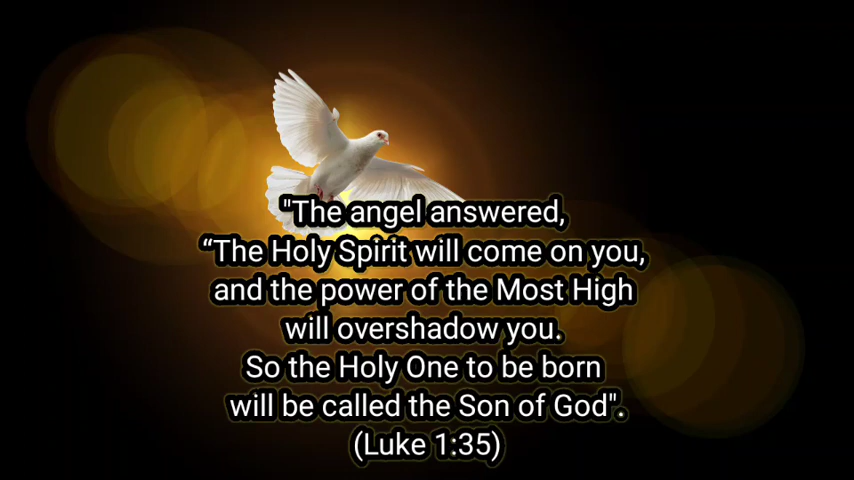 "The angel answered,
“The Holy Spirit will come on you,
and the power of the Most High
will overshadow you.
So the Holy One to be born
will be called the Son of God".
(Luke 1:35)